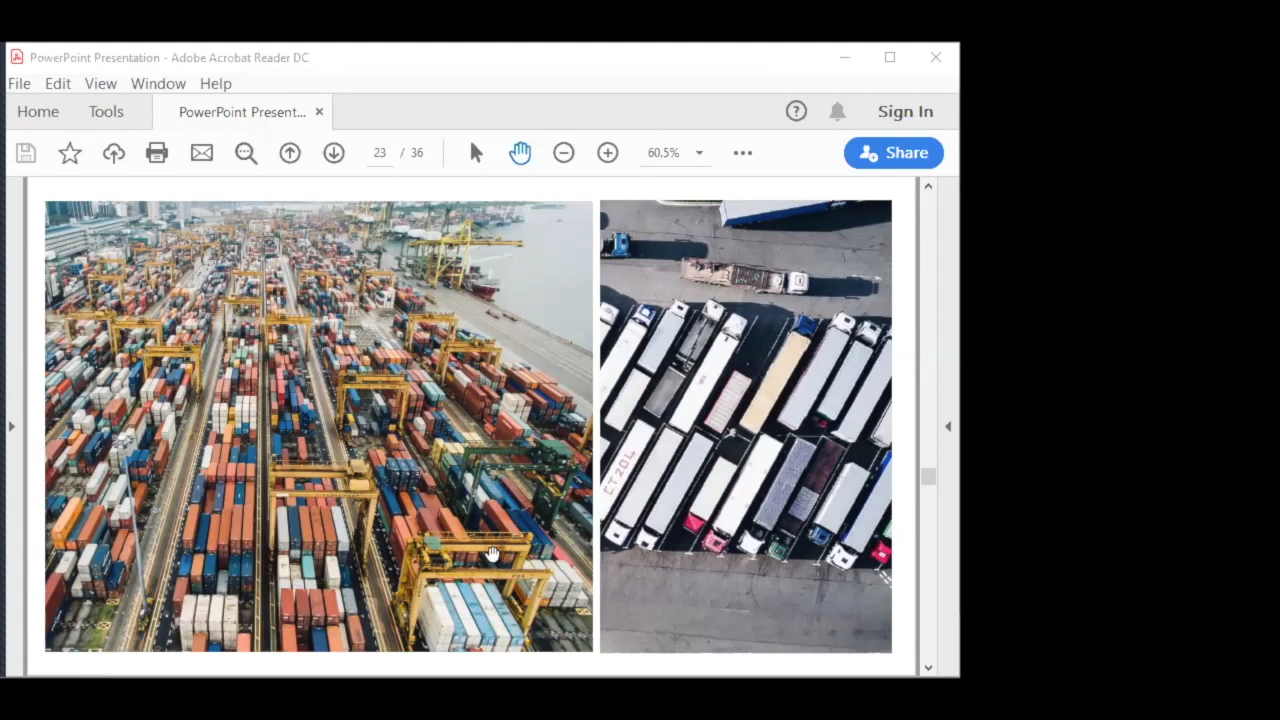 PowerPoint Presentation - Adobe Acrobat Reader DC
File Edit View Window Help
Home Tools PowerPoint Present... × Sign In
23 / 36 60.5% Share
CT20L